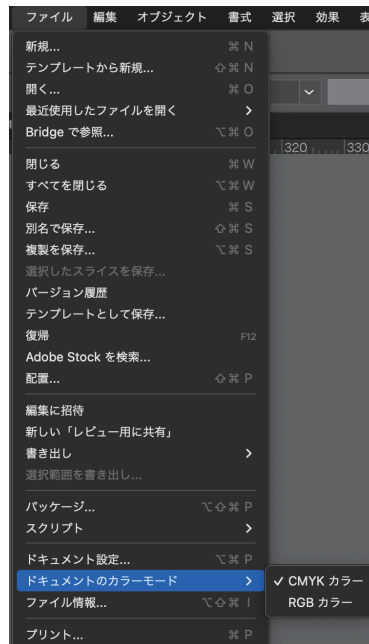 ファイル 編集 オブジェクト 書式 選択 効果
新規... ⌘ N
テンプレートから新規... ⇧⌘ N
開く... ⌘ O
最近使用したファイルを開く >
Bridge で参照... ⌥⌘ O
320 330
閉じる ⌘ W
すべてを閉じる ⌥⌘ W
保存 ⌘ S
別名で保存... ⇧⌘ S
複製を保存... ⌥⌘ S
選択したスライスを保存...
バージョン履歴
テンプレートとして保存...
復帰 F12
Adobe Stock を検索...
配置... ⇧⌘ P
編集に招待
新しい「レビュー用に共有」
書き出し >
選択範囲を書き出し...
パッケージ... ⌥⇧⌘ P
スクリプト >
ドキュメント設定... ⌥⌘ P
ドキュメントのカラーモード > ✓ CMYK カラー
ファイル情報... ⌥⇧⌘ I RGB カラー
プリント... ⌘ P